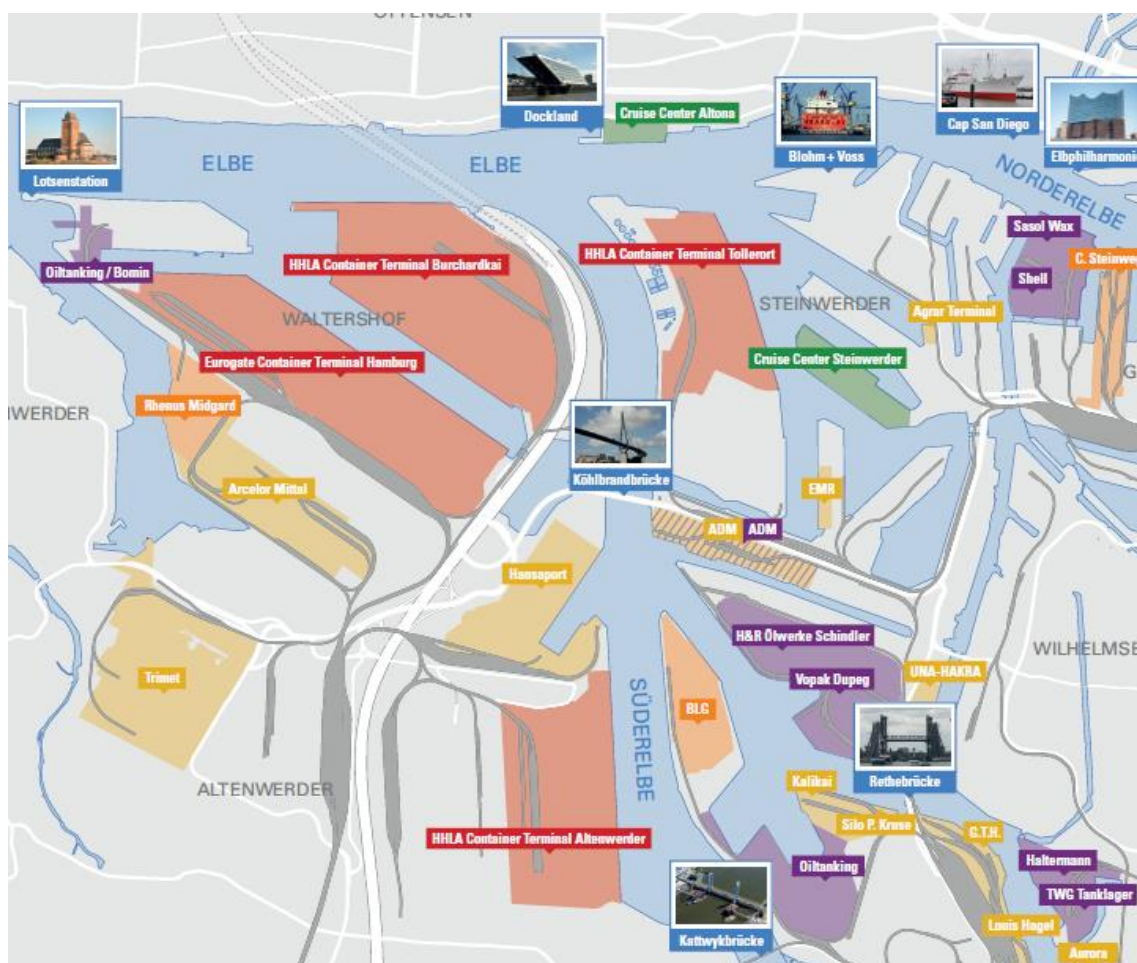 OTTENSEN
Dockland
Cruise Center Altona
Blohm + Voss
Cap San Diego
Elbphilharmonie
Lotsenstation
ELBE
ELBE
NORDERELBE
Sasol Wax
Oiltanking / Bomin
HHLA Container Terminal Burchardkai
HHLA Container Terminal Tollerort
C. Steinweg
Shell
WALTERSHOF
STEINWERDER
Agrar Terminal
Eurogate Container Terminal Hamburg
Cruise Center Steinwerder
G
NWERDER
Rhenus Midgard
Köhlbrandbrücke
Arcelor Mittal
EMR
ADM
ADM
Hansaport
H&R Ölwerke Schindler
WILHELMSB
Trimet
Vopak Dupeg
UNA-HAKRA
SÜDERELBE
BLG
Rethebrücke
ALTENWERDER
Kalikai
Silo P. Kruse
G.T.H.
HHLA Container Terminal Altenwerder
Oiltanking
Haltermann
TWG Tanklager
Louis Hagel
Kattwykbrücke
Aurora